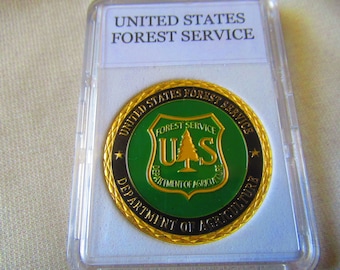 UNITED STATES
FOREST SERVICE
UNITED STATES FOREST SERVICE
FOREST SERVICE
U S
DEPARTMENT OF AGRICULTURE
DEPARTMENT OF AGRICULTURE